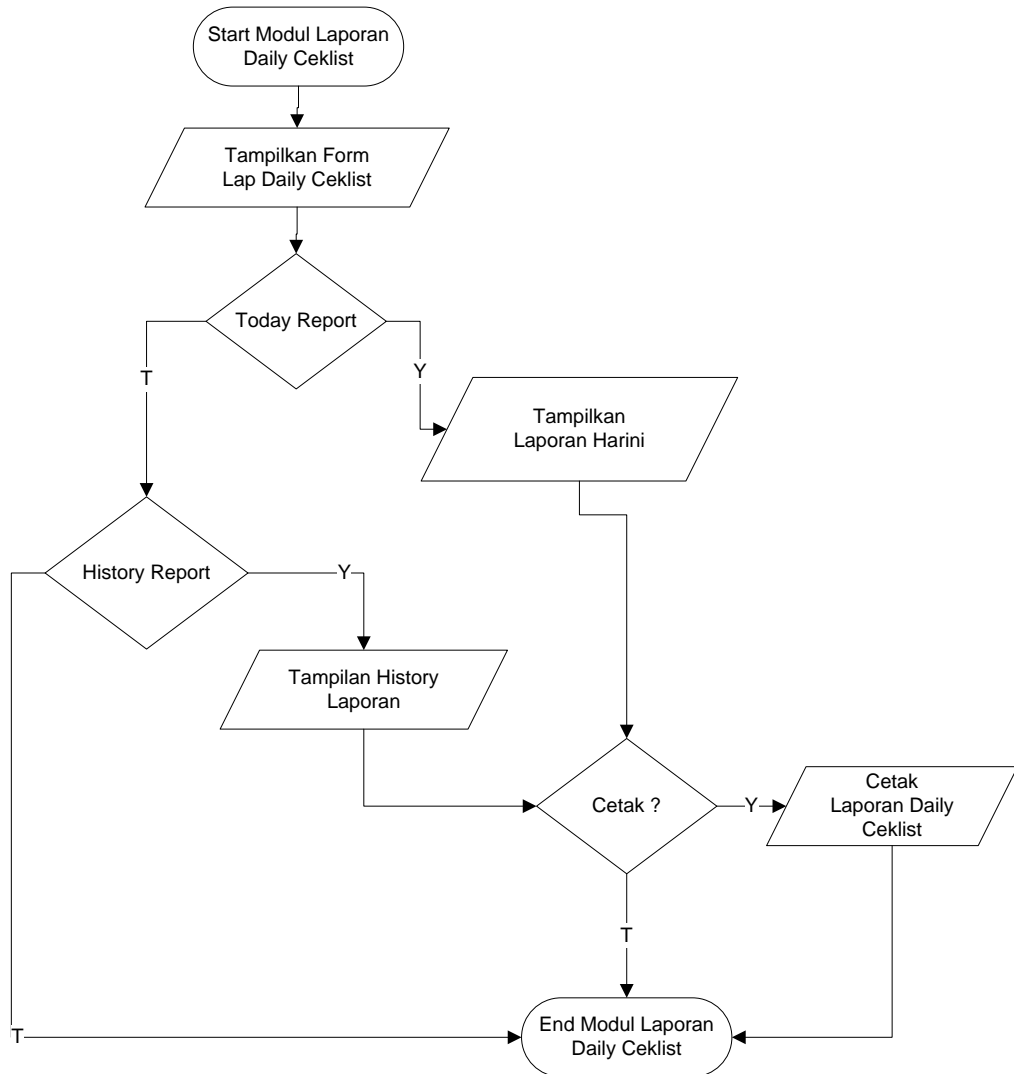 Start Modul Laporan
Daily Ceklist
Tampilkan Form
Lap Daily Ceklist
Today Report
T
Y
Tampilkan
Laporan Harini
History Report
Y
Tampilan History
Laporan
Cetak ?
Y
Cetak
Laporan Daily
Ceklist
T
T
End Modul Laporan
Daily Ceklist